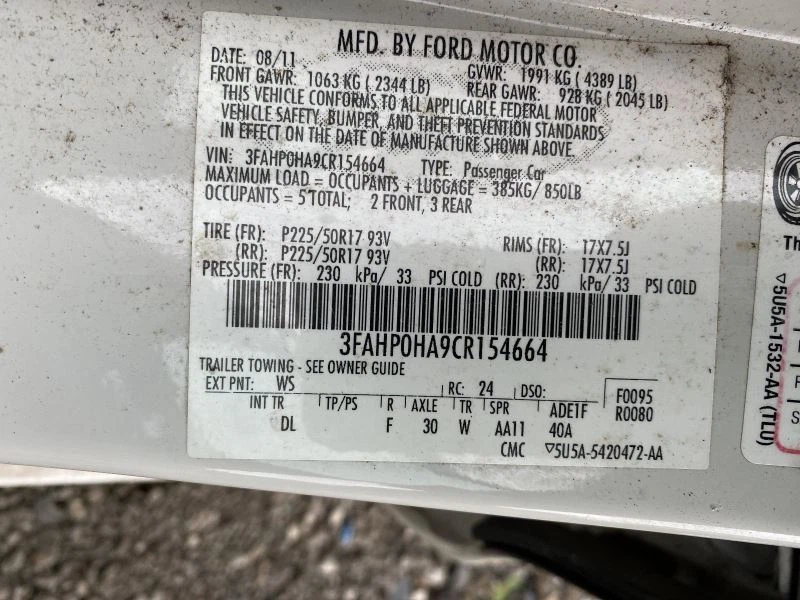 MFD. BY FORD MOTOR CO.
DATE: 08/11 GVWR: 1991 KG ( 4389 LB)
FRONT GAWR: 1063 KG ( 2344 LB) REAR GAWR: 928 KG ( 2045 LB)
THIS VEHICLE CONFORMS TO ALL APPLICABLE FEDERAL MOTOR
VEHICLE SAFETY, BUMPER, AND THEFT PREVENTION STANDARDS
IN EFFECT ON THE DATE OF MANUFACTURE SHOWN ABOVE.
VIN: 3FAHP0HA9CR154664 TYPE: Passenger Car
MAXIMUM LOAD = OCCUPANTS + LUGGAGE = 385KG/ 850LB
OCCUPANTS = 5 TOTAL; 2 FRONT, 3 REAR
TIRE (FR): P225/50R17 93V RIMS (FR): 17X7.5J
(RR): P225/50R17 93V (RR): 17X7.5J
PRESSURE (FR): 230 kPa/ 33 PSI COLD (RR): 230 kPa/ 33 PSI COLD
3FAHP0HA9CR154664
TRAILER TOWING - SEE OWNER GUIDE
EXT PNT: WS RC: 24 DSO: F0095
INT TR TP/PS R AXLE TR SPR ADE1F R0080
DL F 30 W AA11 40A
CMC ▽5U5A-5420472-AA
Th
▽5U5A-1532-AA (TL0)
F
S